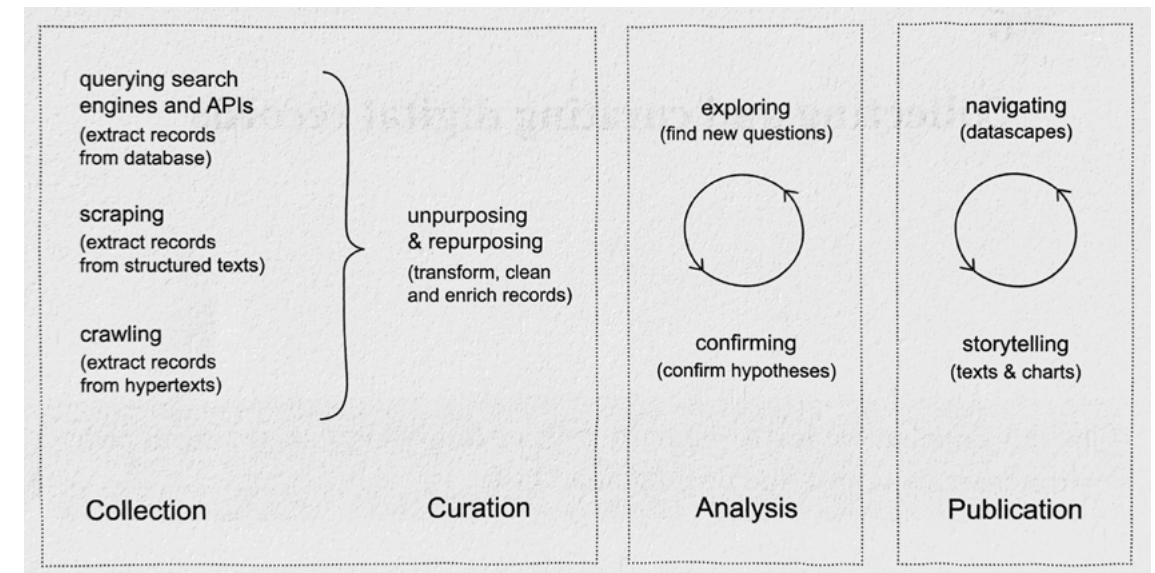 querying search
engines and APIs
(extract records
from database)
scraping
(extract records
from structured texts)
crawling
(extract records
from hypertexts)
unpurposing
& repurposing
(transform, clean
and enrich records)
Collection
Curation
exploring
(find new questions)
confirming
(confirm hypotheses)
Analysis
navigating
(datascapes)
storytelling
(texts & charts)
Publication